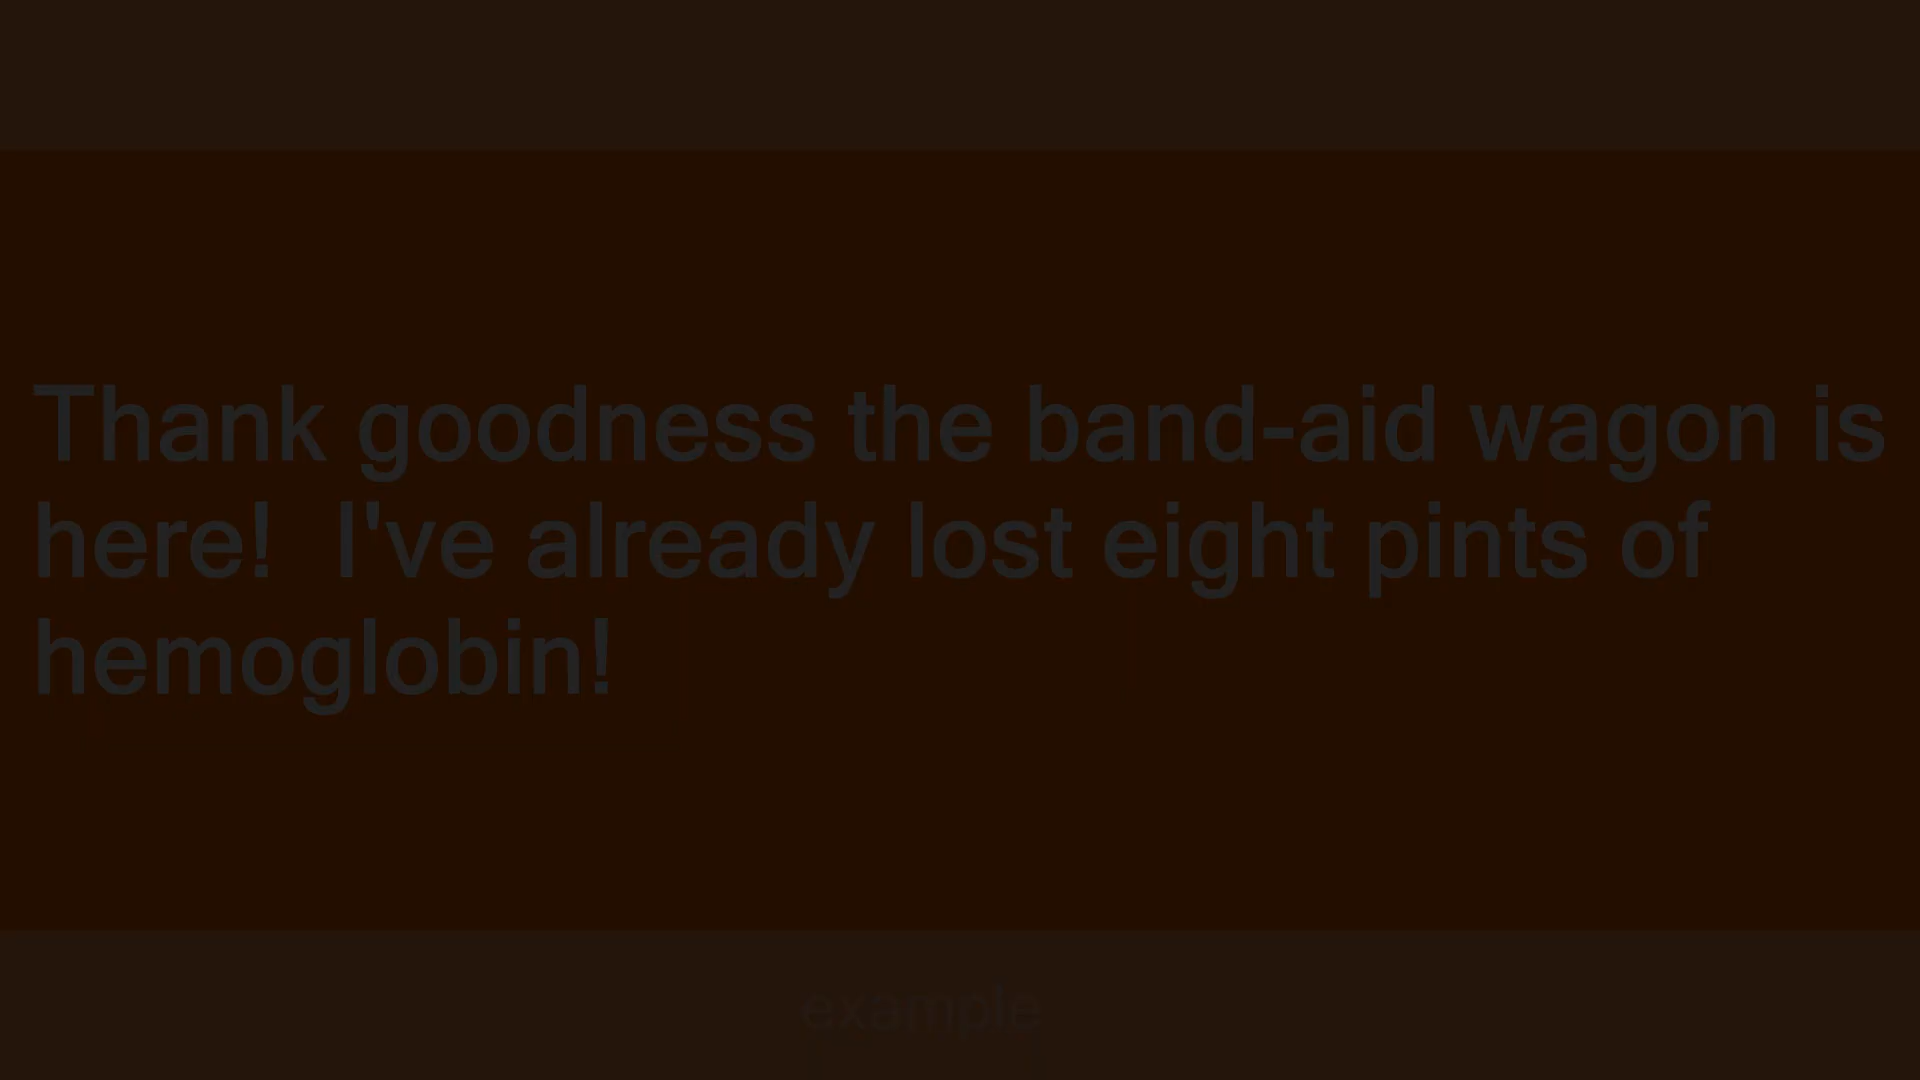 Thank goodness the band-aid wagon is
here!  I've already lost eight pints of
hemoglobin!
example